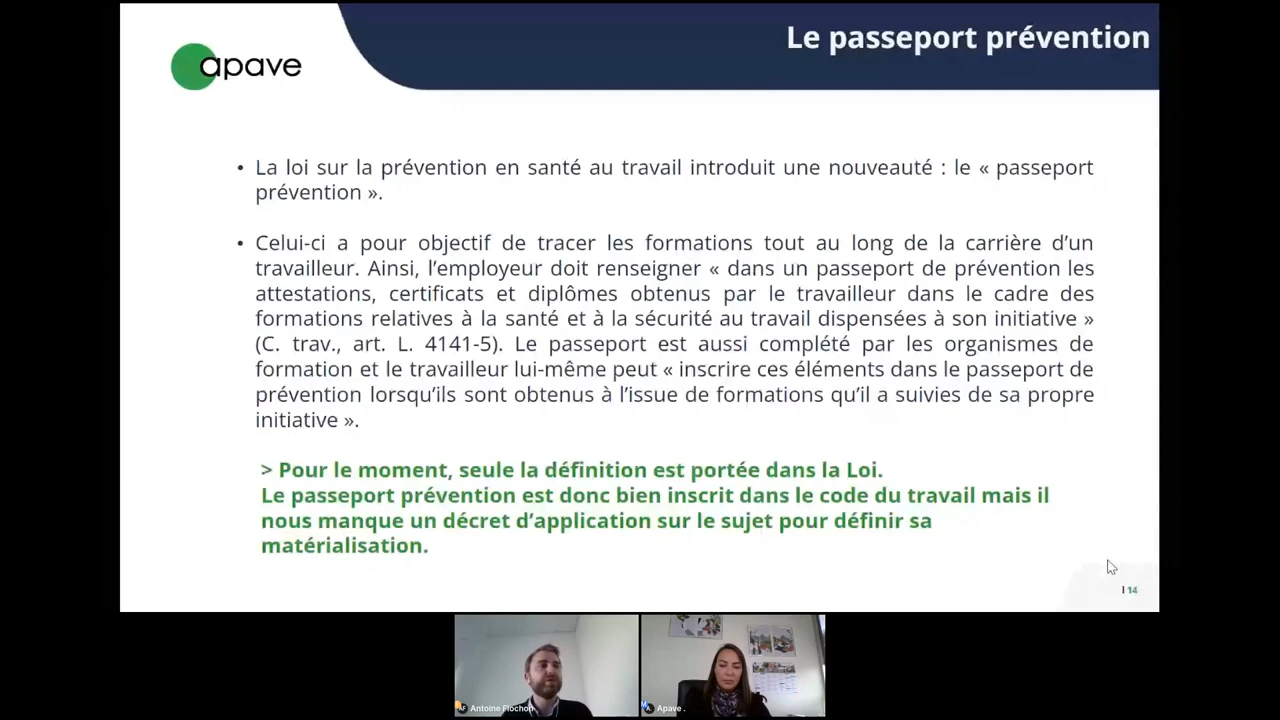 Le passeport prévention
apave
• La loi sur la prévention en santé au travail introduit une nouveauté : le « passeport
prévention ».
• Celui-ci a pour objectif de tracer les formations tout au long de la carrière d’un
travailleur. Ainsi, l’employeur doit renseigner « dans un passeport de prévention les
attestations, certificats et diplômes obtenus par le travailleur dans le cadre des
formations relatives à la santé et à la sécurité au travail dispensées à son initiative »
(C. trav., art. L. 4141-5). Le passeport est aussi complété par les organismes de
formation et le travailleur lui-même peut « inscrire ces éléments dans le passeport de
prévention lorsqu’ils sont obtenus à l’issue de formations qu’il a suivies de sa propre
initiative ».
> Pour le moment, seule la définition est portée dans la Loi.
Le passeport prévention est donc bien inscrit dans le code du travail mais il
nous manque un décret d’application sur le sujet pour définir sa
matérialisation.
| 14
AF Antoine Flochon
A. Apave .